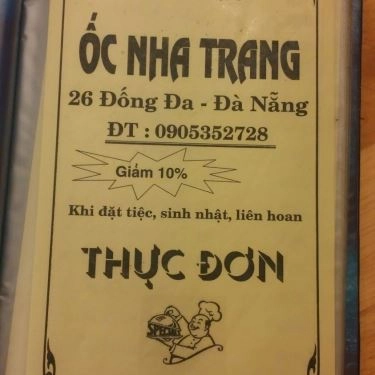 ỐC NHA TRANG
26 Đống Đa - Đà Nẵng
ĐT : 0905352728
Giảm 10%
Khi đặt tiệc, sinh nhật, liên hoan
THỰC ĐƠN
SPECIAL